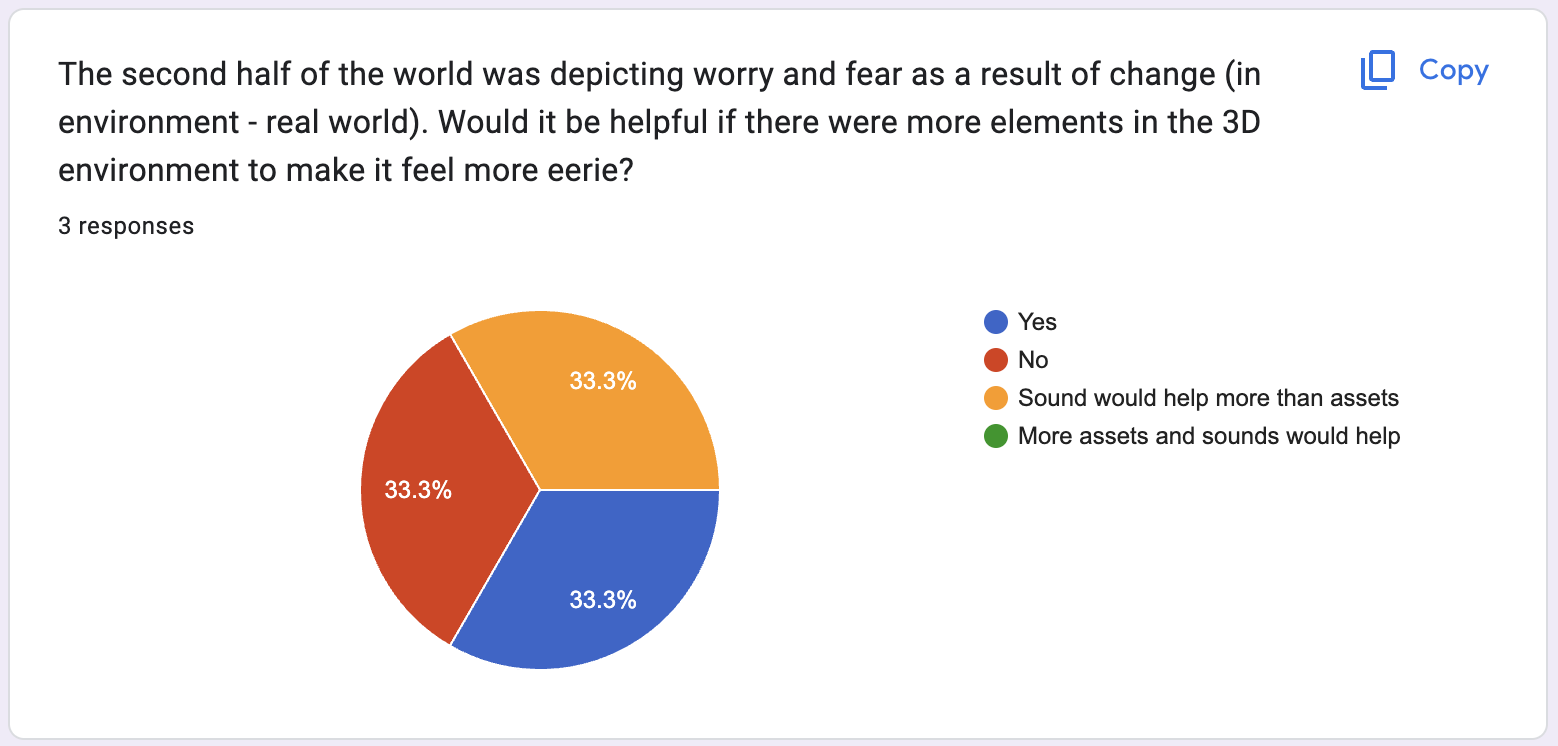 The second half of the world was depicting worry and fear as a result of change (in
environment - real world). Would it be helpful if there were more elements in the 3D
environment to make it feel more eerie?
Copy
3 responses
33.3%
33.3%
33.3%
Yes
No
Sound would help more than assets
More assets and sounds would help